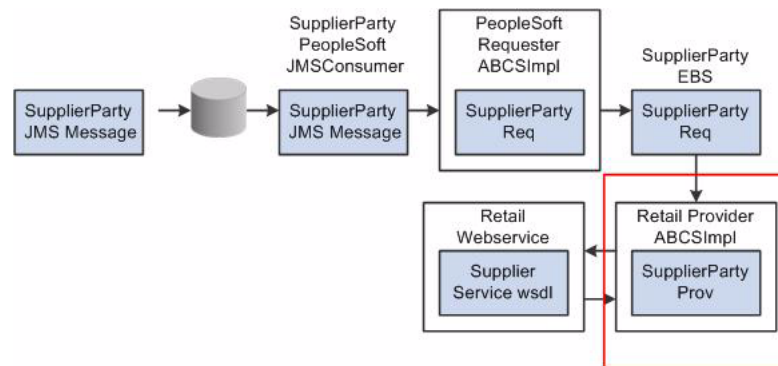 SupplierParty
JMS Message
SupplierParty
PeopleSoft
JMSConsumer
SupplierParty
JMS Message
PeopleSoft
Requester
ABCSImpl
SupplierParty
Req
SupplierParty
EBS
SupplierParty
Req
Retail
Webservice
Supplier
Service wsdl
Retail Provider
ABCSImpl
SupplierParty
Prov